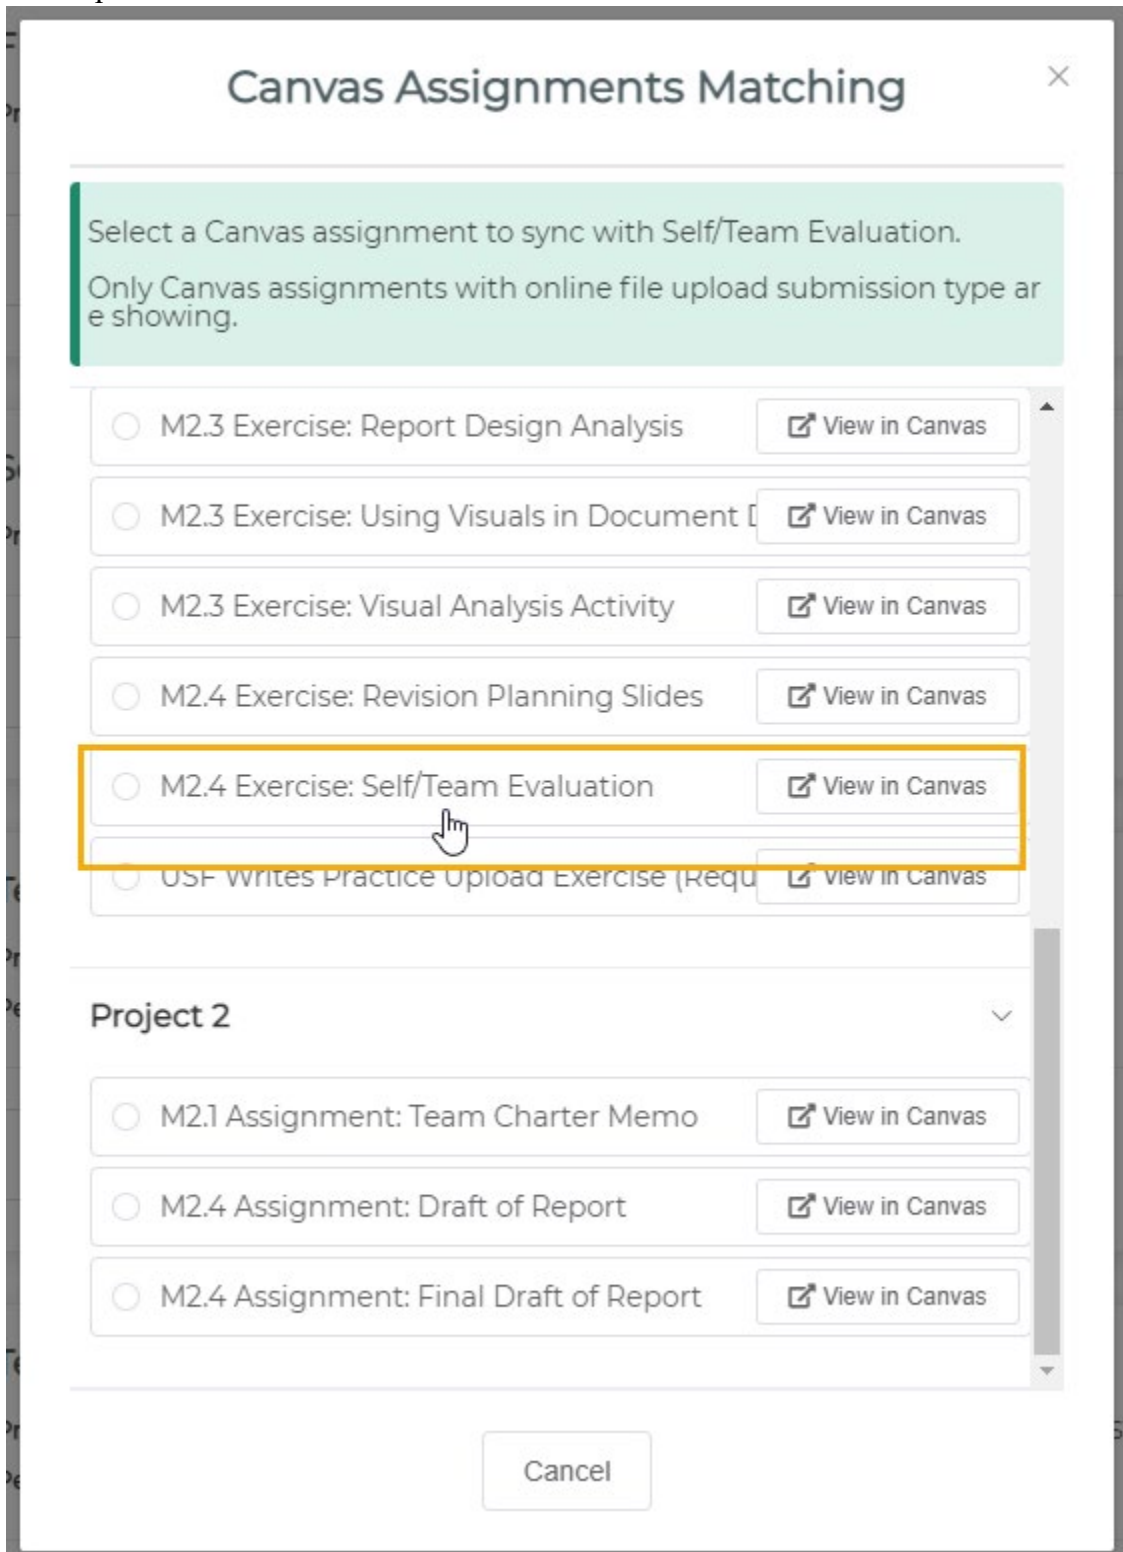 Canvas Assignments Matching
Select a Canvas assignment to sync with Self/Team Evaluation.
Only Canvas assignments with online file upload submission type ar
e showing.
M2.3 Exercise: Report Design Analysis View in Canvas
M2.3 Exercise: Using Visuals in Document View in Canvas
M2.3 Exercise: Visual Analysis Activity View in Canvas
M2.4 Exercise: Revision Planning Slides View in Canvas
M2.4 Exercise: Self/Team Evaluation View in Canvas
USF Writes Practice Upload Exercise (Requ View in Canvas
Project 2
M2.1 Assignment: Team Charter Memo View in Canvas
M2.4 Assignment: Draft of Report View in Canvas
M2.4 Assignment: Final Draft of Report View in Canvas
Cancel